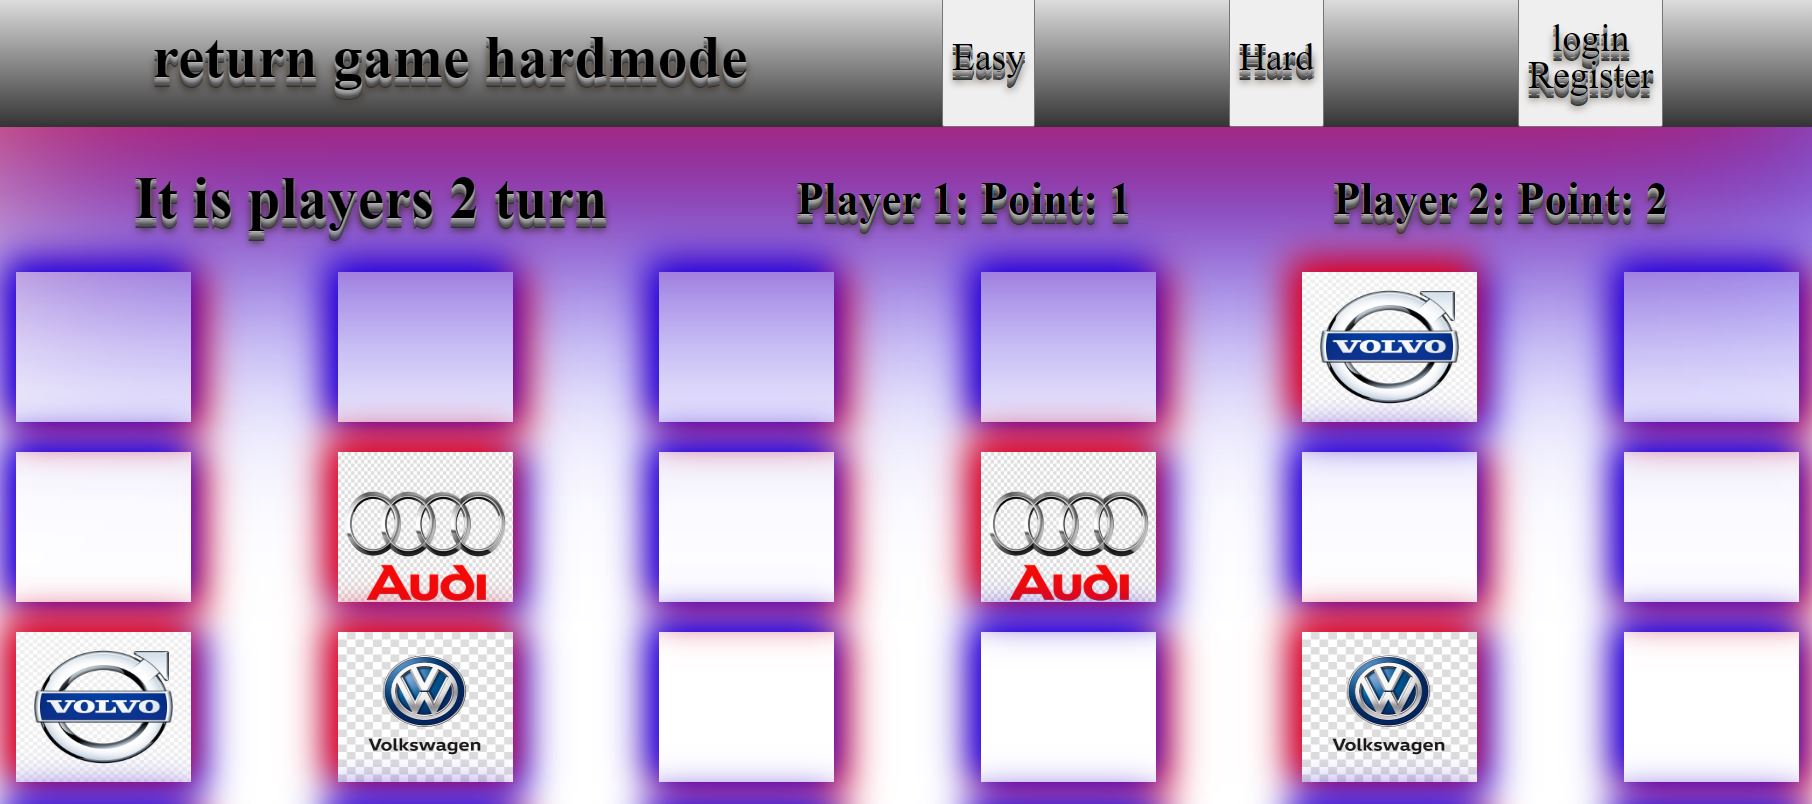 return game hardmode
Easy
Hard
login
Register
It is players 2 turn
Player 1: Point: 1
Player 2: Point: 2
VOLVO
Audi
Audi
VOLVO
Volkswagen
Volkswagen